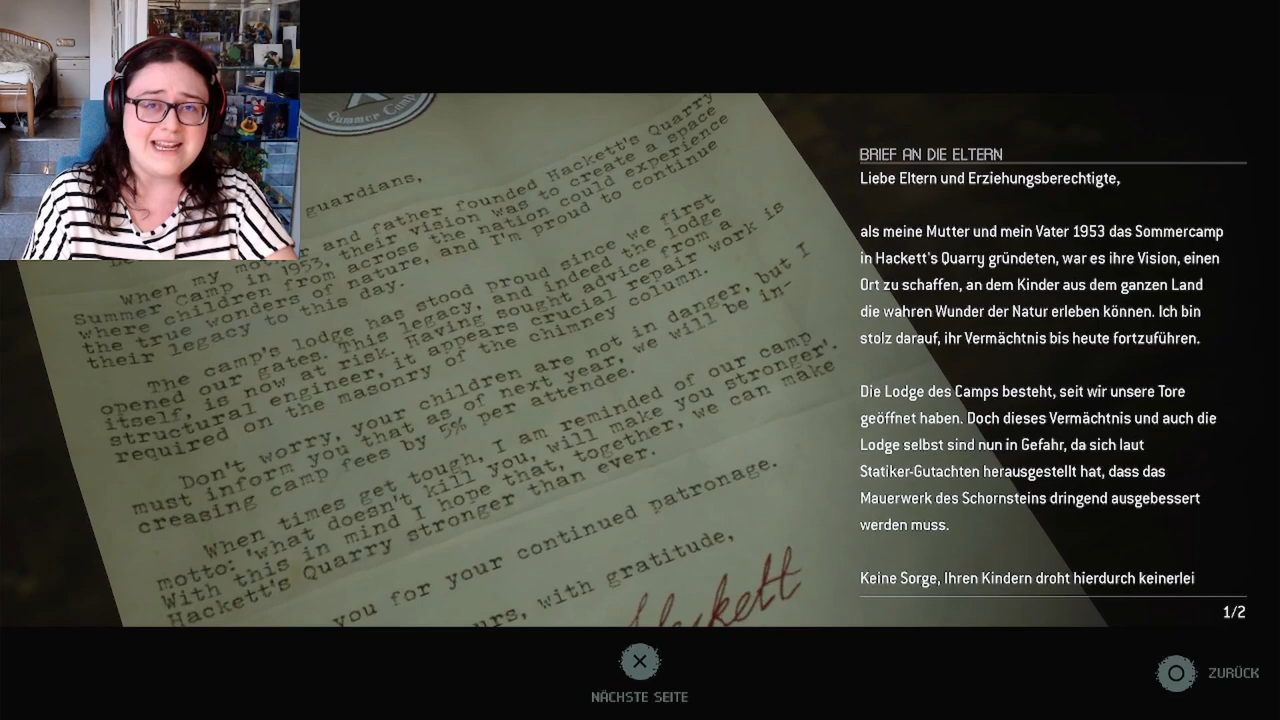 Summer Camp
guardians,
When my mot and father founded Hackett's Quarry
Summer Camp in 1953, their vision was to create a space
where children from across the nation could experience
the true wonders of nature, and I'm proud to continue
their legacy to this day.
The camp's lodge has stood proud since we first
opened our gates. This legacy, and indeed the lodge
itself, is now at risk. Having sought advice from a
structural engineer, it appears crucial repair work is
required on the masonry of the chimney column.
Don't worry, your children are not in danger, but I
must inform you that as of next year, we will be in-
creasing camp fees by 5% per attendee.
When times get tough, I am reminded of our camp
motto: 'what doesn't kill you, will make you stronger'.
With this in mind I hope that, together, we can make
Hackett's Quarry stronger than ever.
you for your continued patronage.
urs, with gratitude,
Hackett
BRIEF AN DIE ELTERN
Liebe Eltern und Erziehungsberechtigte,
als meine Mutter und mein Vater 1953 das Sommercamp
in Hackett's Quarry gründeten, war es ihre Vision, einen
Ort zu schaffen, an dem Kinder aus dem ganzen Land
die wahren Wunder der Natur erleben können. Ich bin
stolz darauf, ihr Vermächtnis bis heute fortzuführen.
Die Lodge des Camps besteht, seit wir unsere Tore
geöffnet haben. Doch dieses Vermächtnis und auch die
Lodge selbst sind nun in Gefahr, da sich laut
Statiker-Gutachten herausgestellt hat, dass das
Mauerwerk des Schornsteins dringend ausgebessert
werden muss.
Keine Sorge, Ihren Kindern droht hierdurch keinerlei
1/2
NÄCHSTE SEITE
ZURÜCK